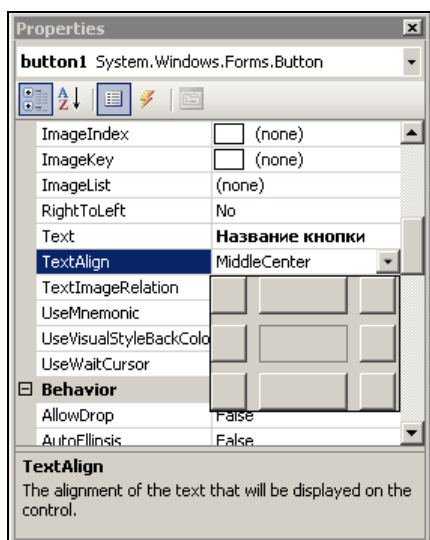 Properties
button1 System.Windows.Forms.Button
ImageIndex (none)
ImageKey (none)
ImageList (none)
RightToLeft No
Text Название кнопки
TextAlign MiddleCenter
TextImageRelation
UseMnemonic
UseVisualStyleBackColo
UseWaitCursor
Behavior
AllowDrop False
AutoEllipsis False
TextAlign
The alignment of the text that will be displayed on the
control.